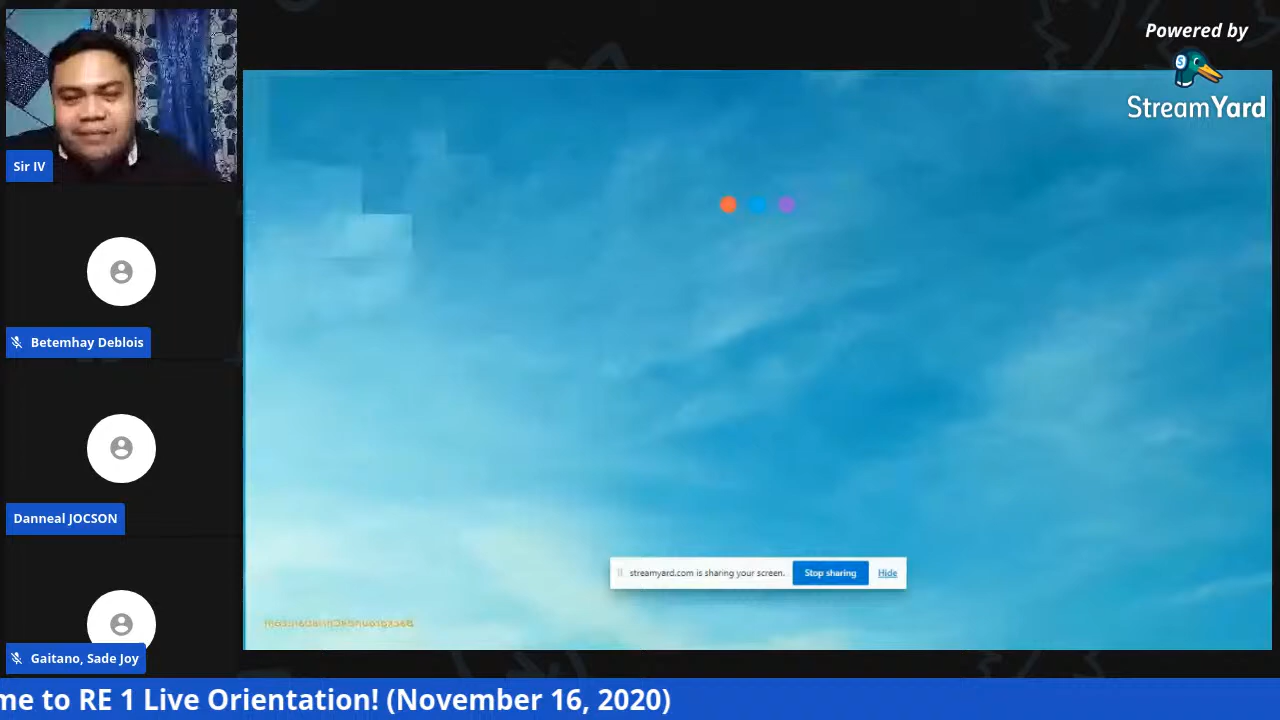 Powered by
StreamYard
Sir IV
Betemhay Deblois
Danneal JOCSON
streamyard.com is sharing your screen. Stop sharing Hide
Gaitano, Sade Joy
me to RE 1 Live Orientation! (November 16, 2020)